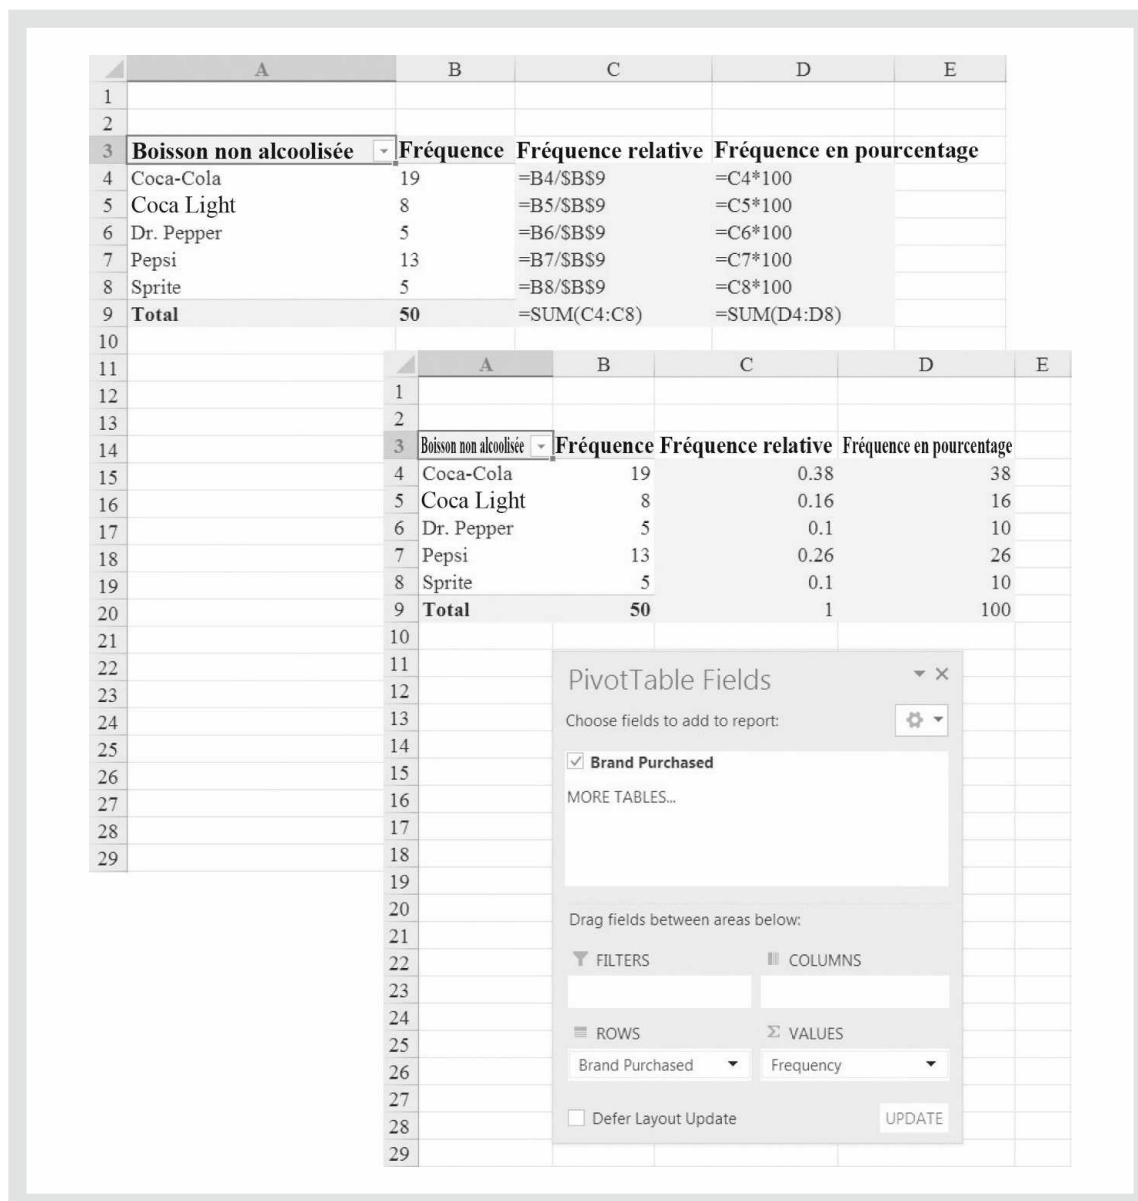 A B C D E
1
2
3 Boisson non alcoolisée Fréquence Fréquence relative Fréquence en pourcentage
4 Coca-Cola 19 =B4/$B$9 =C4*100
5 Coca Light 8 =B5/$B$9 =C5*100
6 Dr. Pepper 5 =B6/$B$9 =C6*100
7 Pepsi 13 =B7/$B$9 =C7*100
8 Sprite 5 =B8/$B$9 =C8*100
9 Total 50 =SUM(C4:C8) =SUM(D4:D8)
10
11
12
13
14
15
16
17
18
19
20
21
22
23
24
25
26
27
28
29
A B C D E
1
2
3 Boisson non alcoolisée Fréquence Fréquence relative Fréquence en pourcentage
4 Coca-Cola 19 0.38 38
5 Coca Light 8 0.16 16
6 Dr. Pepper 5 0.1 10
7 Pepsi 13 0.26 26
8 Sprite 5 0.1 10
9 Total 50 1 100
10
11
12
13
14
15
16
17
18
19
20
21
22
23
24
25
26
27
28
29
PivotTable Fields
Choose fields to add to report:
Brand Purchased
MORE TABLES...
Drag fields between areas below:
FILTERS COLUMNS
ROWS Σ VALUES
Brand Purchased Frequency
Defer Layout Update UPDATE